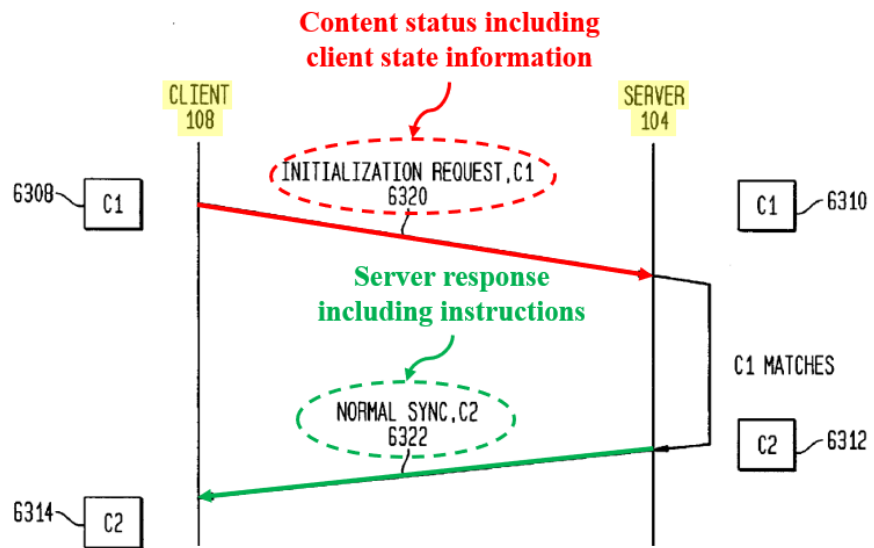 Content status including
client state information
CLIENT
108
SERVER
104
INITIALIZATION REQUEST,C1
6320
6308
C1
C1
6310
Server response
including instructions
C1 MATCHES
NORMAL SYNC,C2
6322
C2
6312
6314
C2